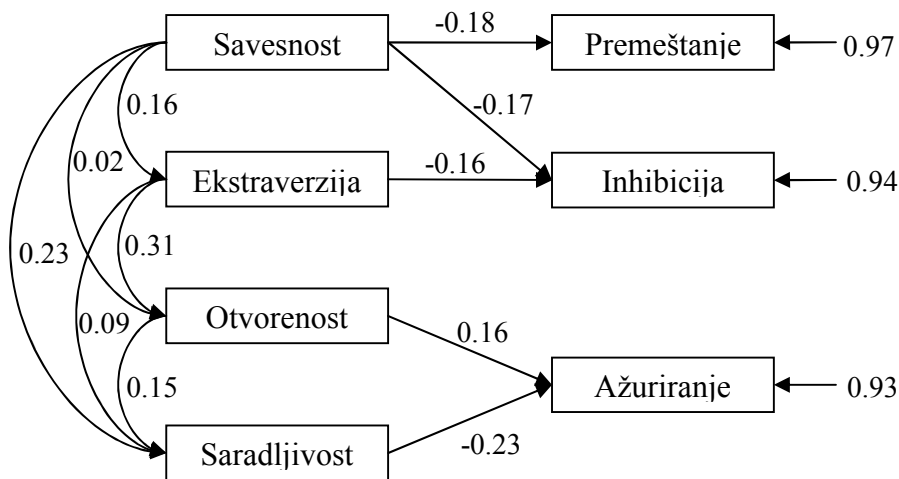 Savesnost
-0.18
Premeštanje
0.97
-0.17
0.16
Ekstraverzija
-0.16
Inhibicija
0.94
0.02
0.23
0.31
Otvorenost
0.16
0.09
Ažuriranje
0.93
0.15
-0.23
Saradljivost